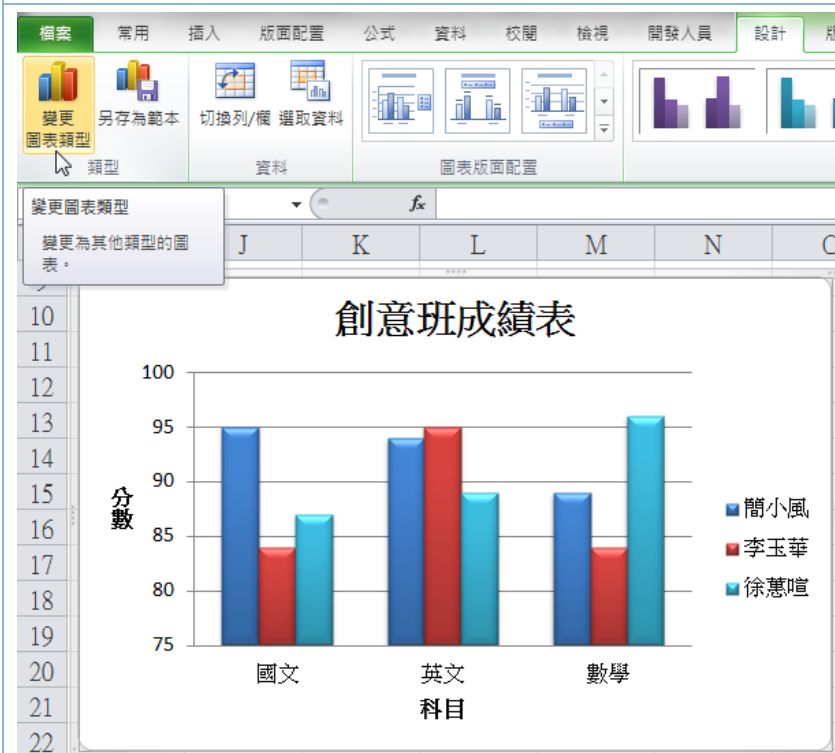 檔案 常用 插入 版面配置 公式 資料 校閱 檢視 開發人員 設計
變更
圖表類型
另存為範本
切換列/欄 選取資料
類型 資料 圖表版面配置
變更圖表類型
變更為其他類型的圖
表。
fx
J K L M N
創意班成績表
10
11
12
13
14
15
16
17
18
19
20
21
22
100
95
90
85
80
75
分數
國文 英文 數學
科目
簡小風
李玉華
徐蕙喧